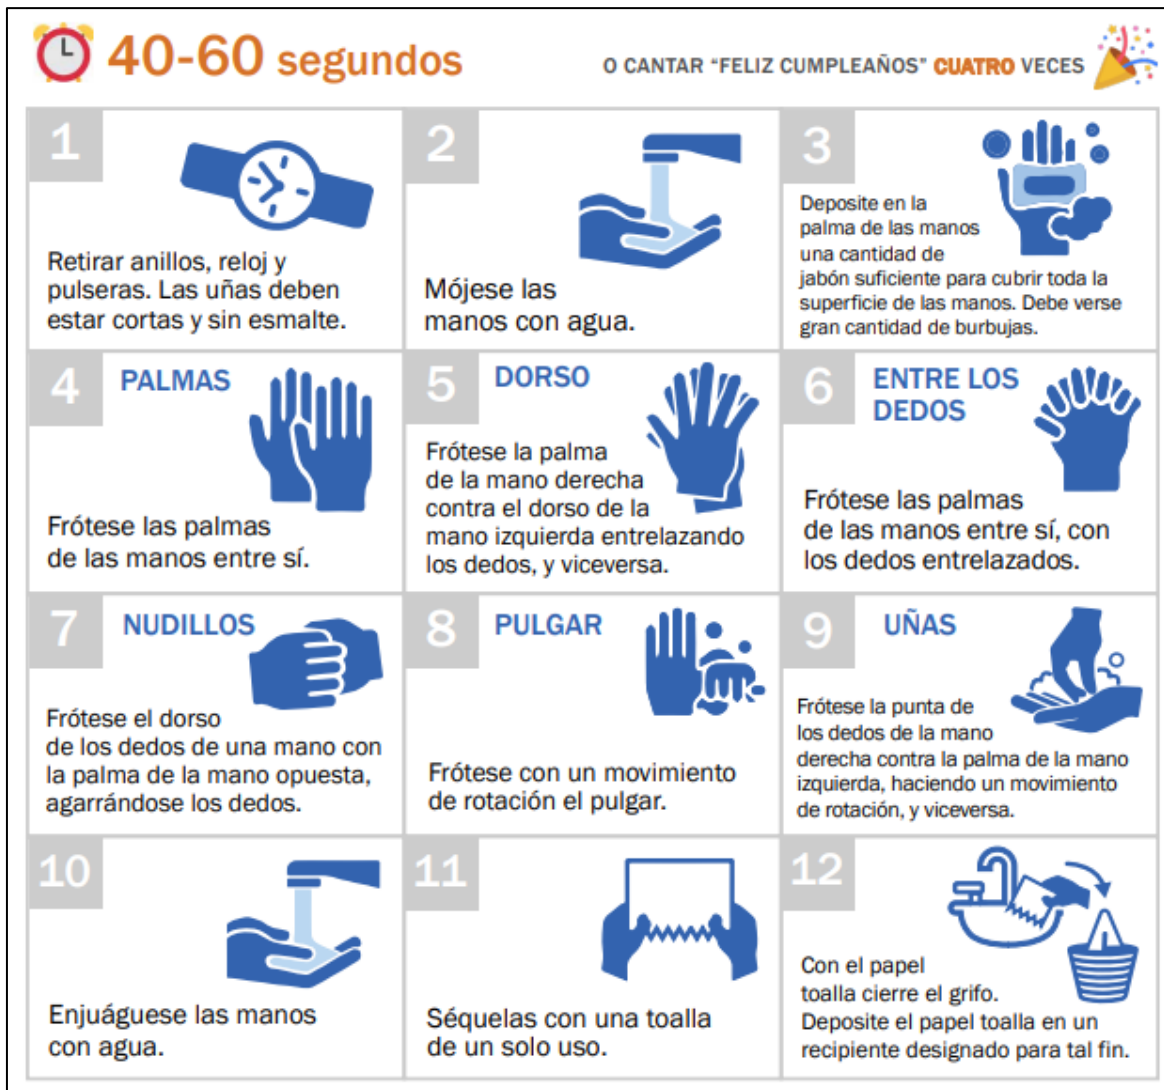 40-60 segundos
O CANTAR "FELIZ CUMPLEAÑOS" CUATRO VECES
1
Retirar anillos, reloj y
pulseras. Las uñas deben
estar cortas y sin esmalte.
2
Mójese las
manos con agua.
3
Deposite en la
palma de las manos
una cantidad de
jabón suficiente para cubrir toda la
superficie de las manos. Debe verse
gran cantidad de burbujas.
4
PALMAS
Frótese las palmas
de las manos entre sí.
5
DORSO
Frótese la palma
de la mano derecha
contra el dorso de la
mano izquierda entrelazando
los dedos, y viceversa.
6
ENTRE LOS
DEDOS
Frótese las palmas
de las manos entre sí, con
los dedos entrelazados.
7
NUDILLOS
Frótese el dorso
de los dedos de una mano con
la palma de la mano opuesta,
agarrándose los dedos.
8
PULGAR
Frótese con un movimiento
de rotación el pulgar.
9
UÑAS
Frótese la punta de
los dedos de la mano
derecha contra la palma de la mano
izquierda, haciendo un movimiento
de rotación, y viceversa.
10
Enjuáguese las manos
con agua.
11
Séquelas con una toalla
de un solo uso.
12
Con el papel
toalla cierre el grifo.
Deposite el papel toalla en un
recipiente designado para tal fin.